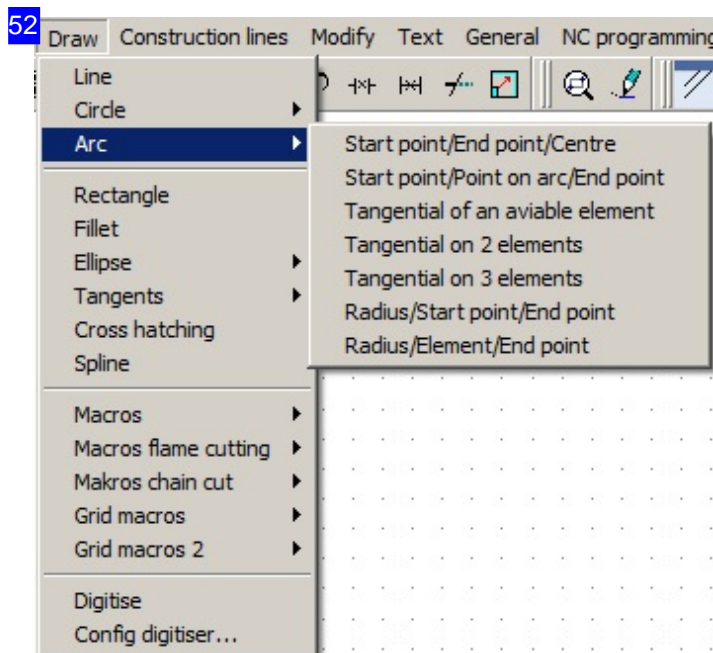 52
Draw Construction lines Modify Text General NC programming
Line
Circle
Arc
Start point/End point/Centre
Start point/Point on arc/End point
Tangential of an aviable element
Tangential on 2 elements
Tangential on 3 elements
Radius/Start point/End point
Radius/Element/End point
Rectangle
Fillet
Ellipse
Tangents
Cross hatching
Spline
Macros
Macros flame cutting
Makros chain cut
Grid macros
Grid macros 2
Digitise
Config digitiser...